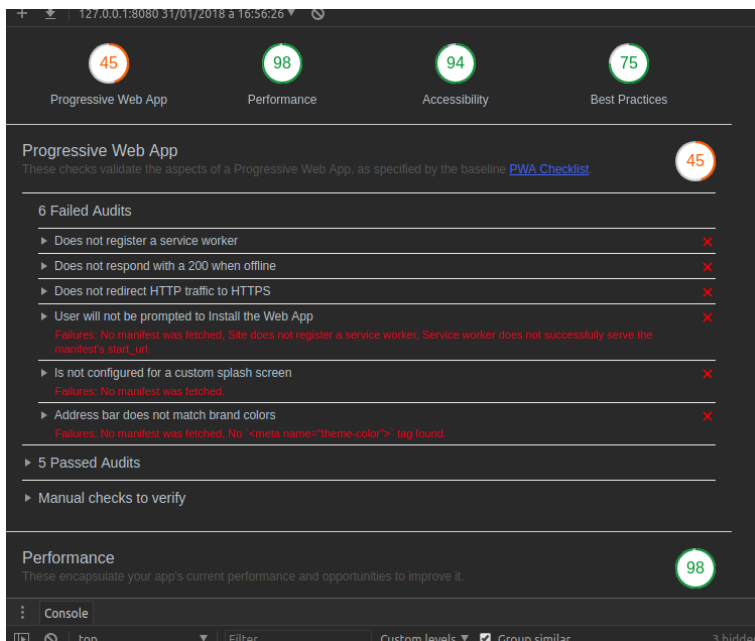 127.0.0.1:8080 31/01/2018 à 16:56:26
45 98 94 75
Progressive Web App Performance Accessibility Best Practices
Progressive Web App
These checks validate the aspects of a Progressive Web App, as specified by the baseline PWA Checklist.
45
6 Failed Audits
Does not register a service worker
Does not respond with a 200 when offline
Does not redirect HTTP traffic to HTTPS
User will not be prompted to Install the Web App
Failures: No manifest was fetched, Site does not register a service worker, Service worker does not successfully serve the
manifest's start_url.
Is not configured for a custom splash screen
Failures: No manifest was fetched.
Address bar does not match brand colors
Failures: No manifest was fetched, No `<meta name="theme-color">` tag found.
5 Passed Audits
Manual checks to verify
Performance
These encapsulate your app's current performance and opportunities to improve it.
98
Console
top Filter Custom levels Group similar 3 hidden